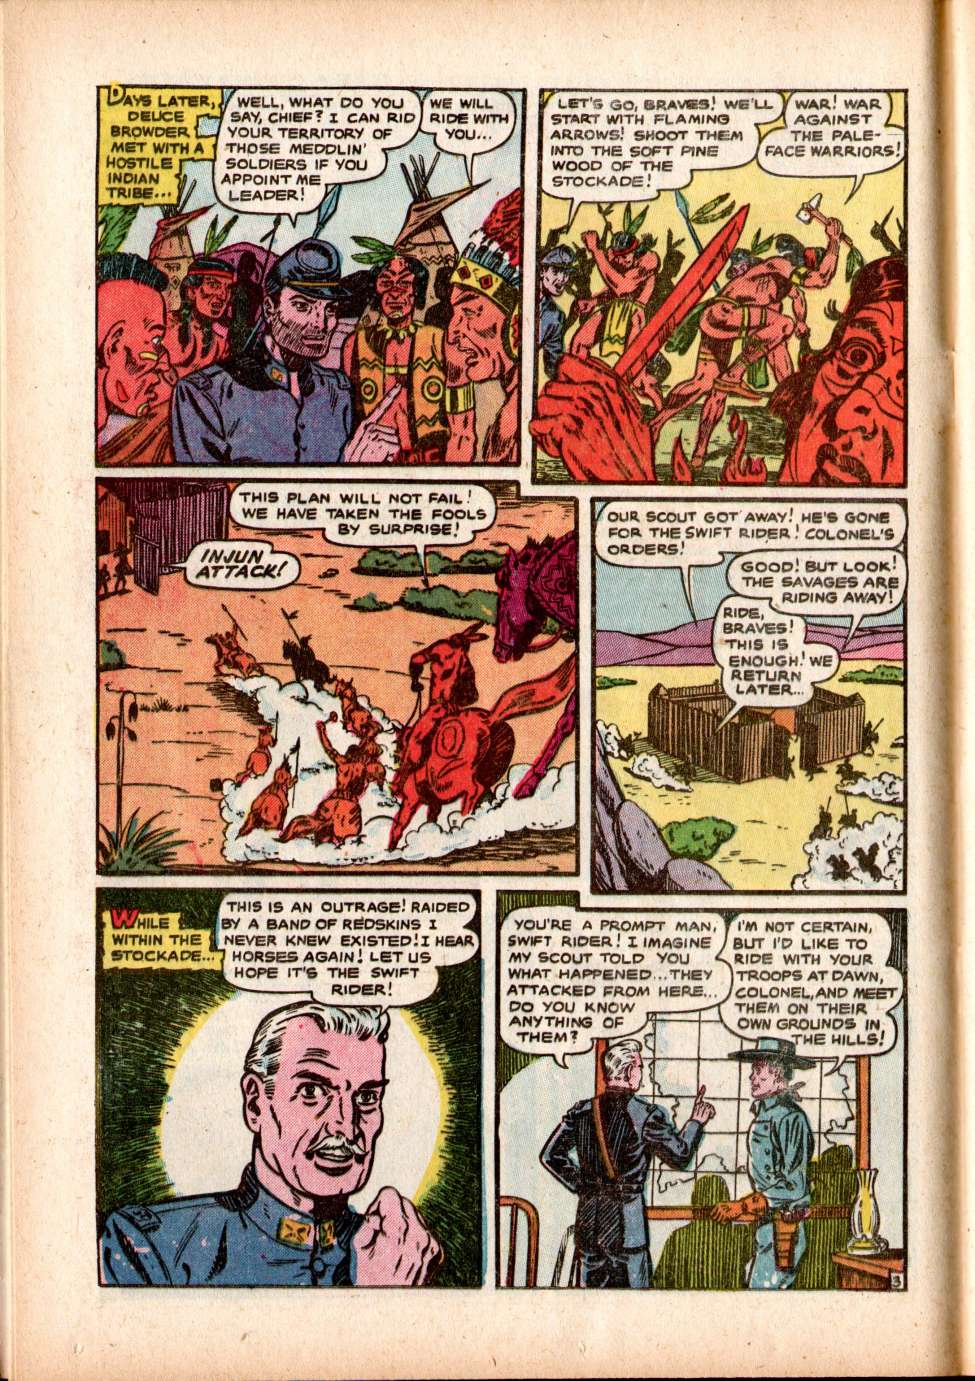 DAYS LATER,
DEUCE
BROWDER
MET WITH A
HOSTILE
INDIAN
TRIBE...
WELL, WHAT DO YOU
SAY, CHIEF? I CAN RID
YOUR TERRITORY OF
THOSE MEDDLIN'
SOLDIERS IF YOU
APPOINT ME
LEADER!
WE WILL
RIDE WITH
YOU...
LET'S GO, BRAVES! WE'LL
START WITH FLAMING
ARROWS! SHOOT THEM
INTO THE SOFT PINE
WOOD OF THE
STOCKADE!
WAR! WAR
AGAINST
THE PALE-
FACE WARRIORS!
INJUN
ATTACK!
THIS PLAN WILL NOT FAIL!
WE HAVE TAKEN THE FOOLS
BY SURPRISE!
OUR SCOUT GOT AWAY! HE'S GONE
FOR THE SWIFT RIDER! COLONEL'S
ORDERS!
GOOD! BUT LOOK!
THE SAVAGES ARE
RIDING AWAY!
RIDE,
BRAVES!
THIS IS
ENOUGH! WE
RETURN
LATER...
WHILE
WITHIN THE
STOCKADE...
THIS IS AN OUTRAGE! RAIDED
BY A BAND OF REDSKINS I
NEVER KNEW EXISTED! I HEAR
HORSES AGAIN! LET US
HOPE IT'S THE SWIFT
RIDER!
YOU'RE A PROMPT MAN,
SWIFT RIDER! I IMAGINE
MY SCOUT TOLD YOU
WHAT HAPPENED... THEY
ATTACKED FROM HERE...
DO YOU KNOW
ANYTHING OF
THEM?
I'M NOT CERTAIN,
BUT I'D LIKE TO
RIDE WITH YOUR
TROOPS AT DAWN,
COLONEL, AND MEET
THEM ON THEIR
OWN GROUNDS IN
THE HILLS!
3